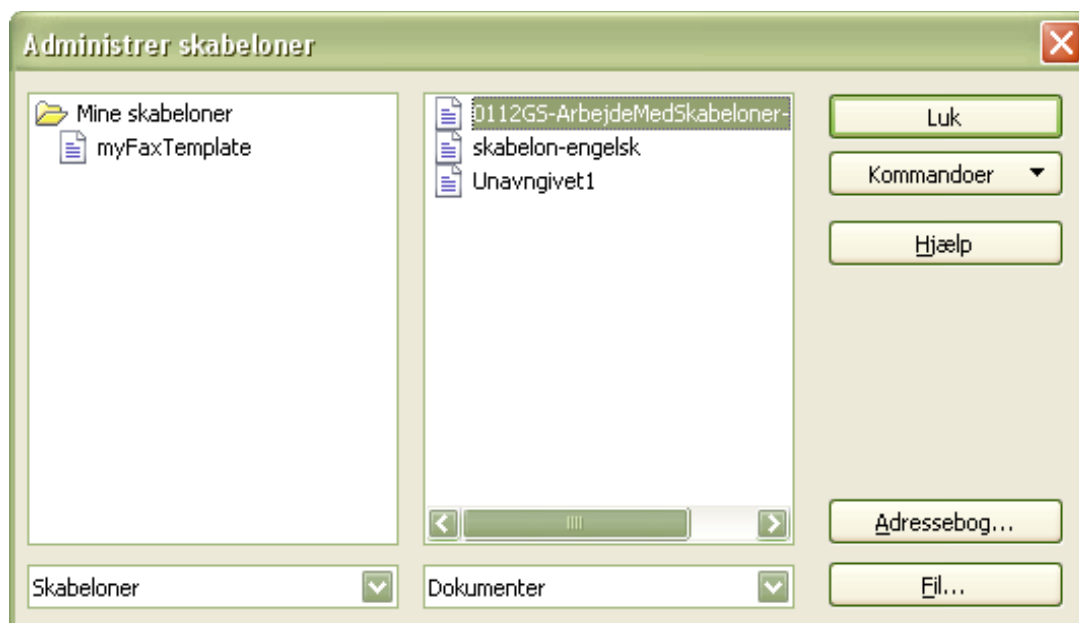 Administrer skabeloner
Mine skabeloner
myFaxTemplate
0112GS-ArbejdeMedSkabeloner-
skabelon-engelsk
Unavngivet1
Luk
Kommandoer
Hjælp
Adressebog...
Skabeloner
Dokumenter
Fil...